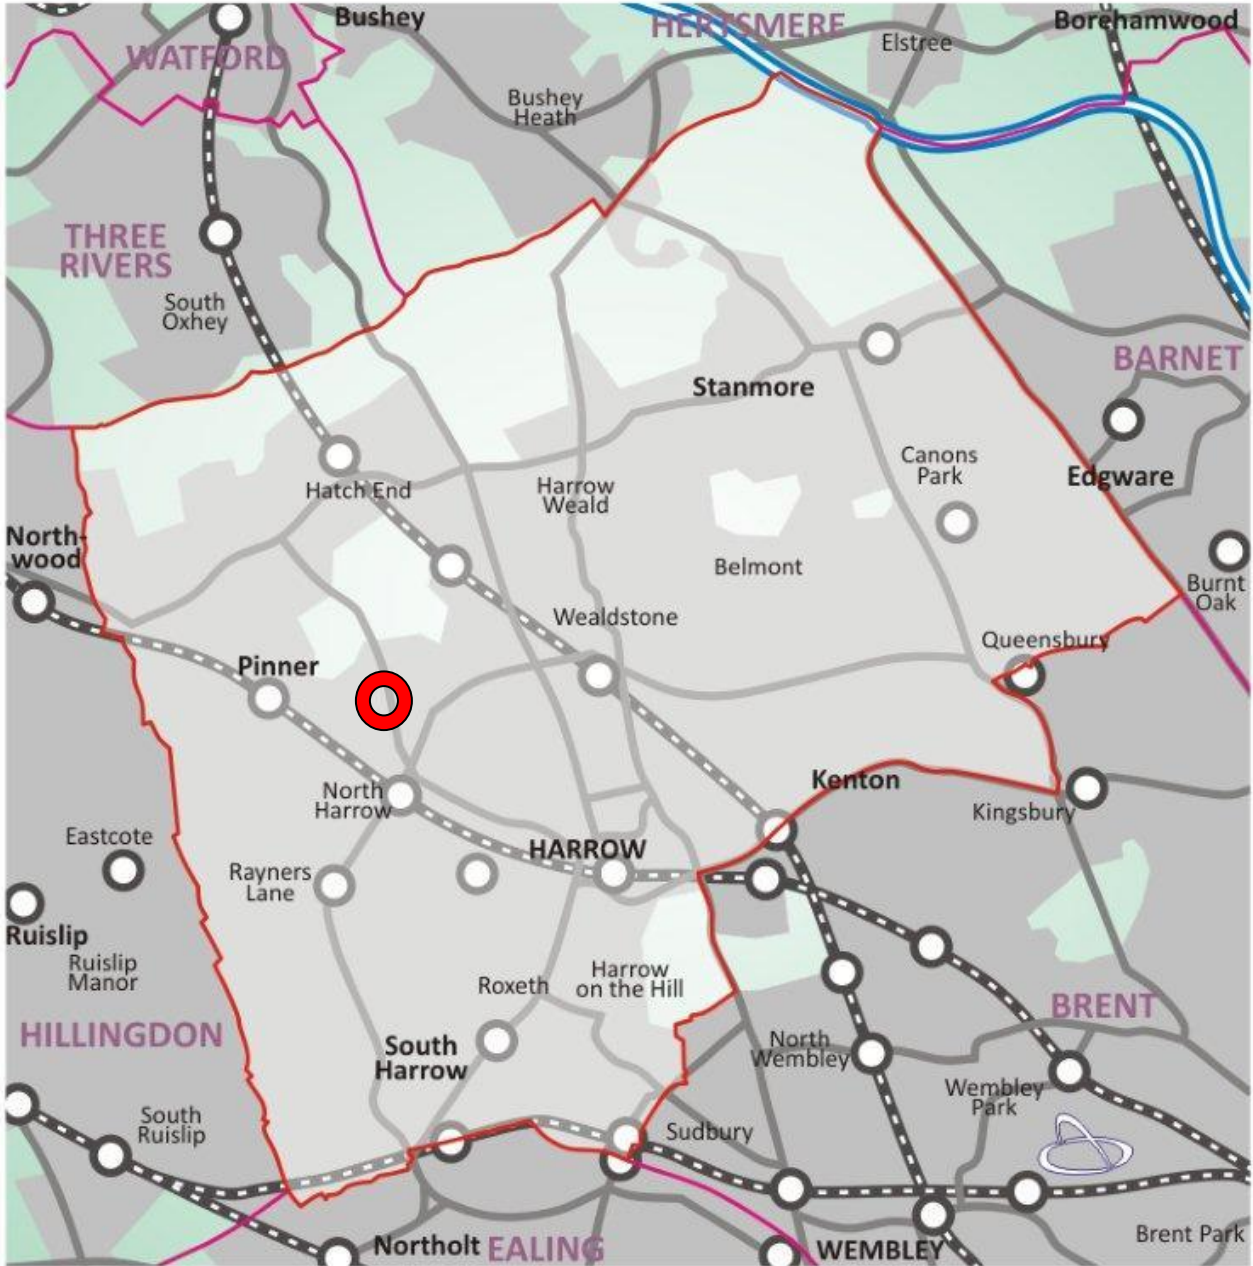 Bushey
HERTSMERE
Borehamwood
WATFORD
Elstree
Bushey
Heath
THREE
RIVERS
South
Oxhey
BARNET
Stanmore
Canons
Park
Edgware
Hatch End
Harrow
Weald
North-
wood
Belmont
Burnt
Oak
Wealdstone
Queensbury
Pinner
Kenton
North
Harrow
Kingsbury
Eastcote
HARROW
Rayners
Lane
Ruislip
Ruislip
Manor
Harrow
on the Hill
Roxeth
BRENT
HILLINGDON
South
Harrow
North
Wembley
Wembley
Park
South
Ruislip
Sudbury
Brent Park
Northolt
EALING
WEMBLEY